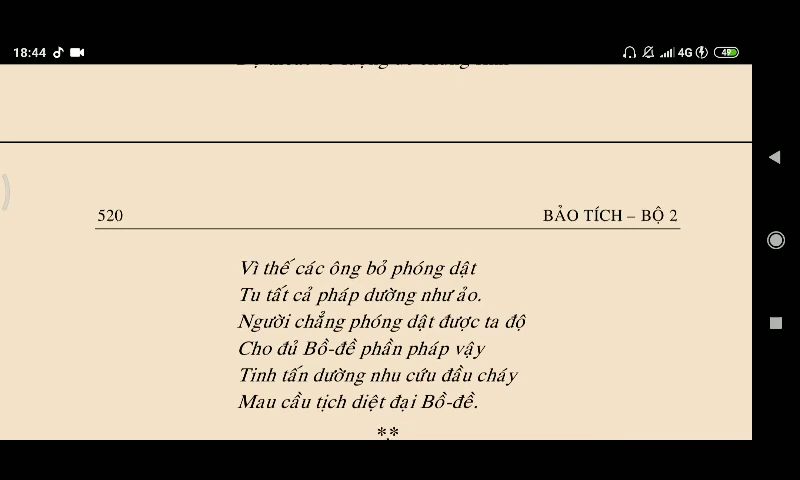 18:44
4G
49
520
BẢO TÍCH – BỘ 2
Vì thế các ông bỏ phóng dật
Tu tất cả pháp dường như ảo.
Người chẳng phóng dật được ta độ
Cho đủ Bồ-đề phần pháp vậy
Tinh tấn dường nhu cứu đầu cháy
Mau cầu tịch diệt đại Bồ-đề.
**